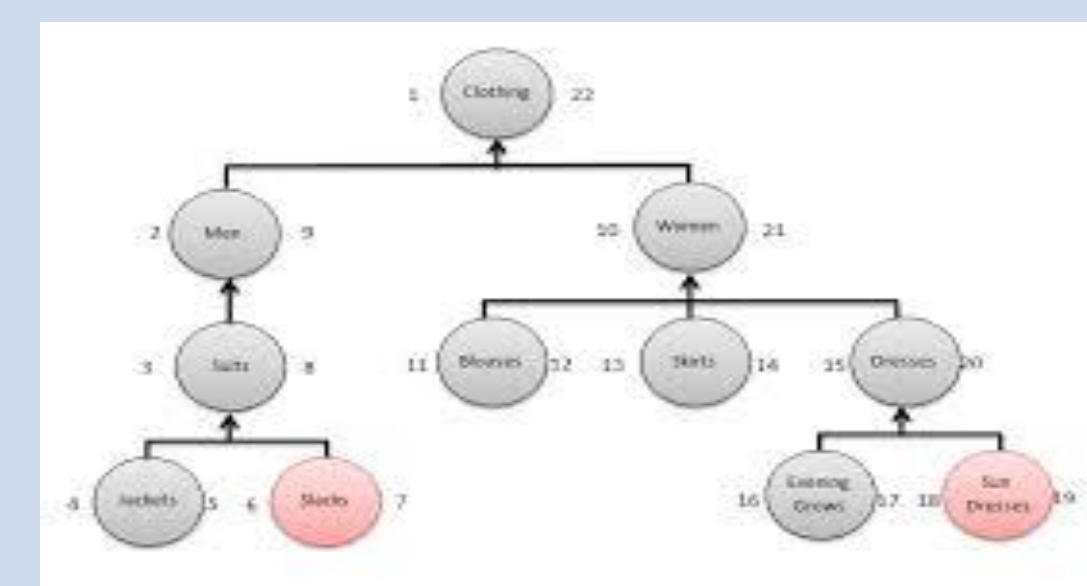 1 Clothing 22
2 Men 9
10 Women 21
3 Suits 8
11 Blouses 12
13 Skirts 14
15 Dresses 20
4 Jackets 5
6 Slacks 7
16 Evening 17
Gowns
18 Sun 19
Dresses